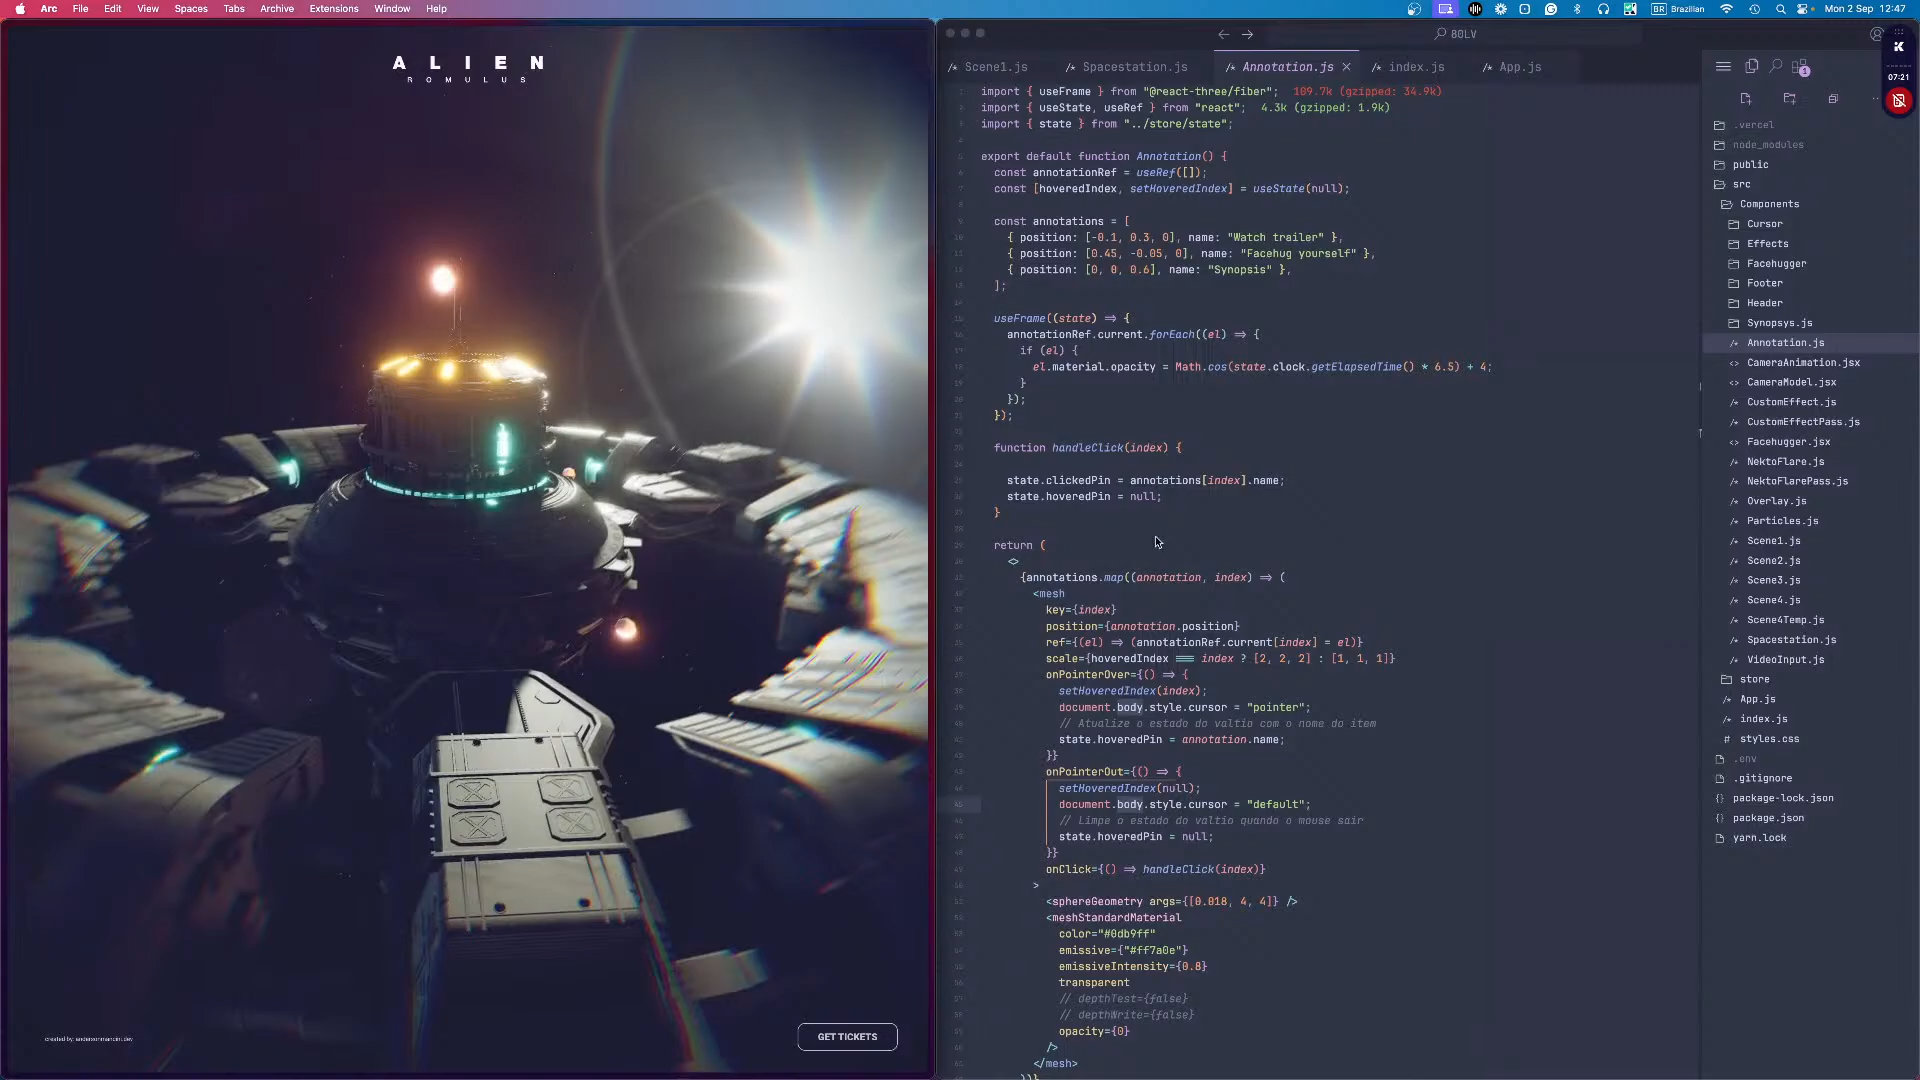 Arc File Edit View Spaces Tabs Archive Extensions Window Help
BR Brazilian
Mon 2 Sep 12:47
ALIEN
ROMULUS
created by: andersonmancini.dev
GET TICKETS
80LV
Scene1.js Spacestation.js Annotation.js index.js App.js
import { useFrame } from "@react-three/fiber"; 109.7k (gzipped: 34.9k)
import { useState, useRef } from "react"; 4.3k (gzipped: 1.9k)
import { state } from "../store/state";
export default function Annotation() {
const annotationRef = useRef([]);
const [hoveredIndex, setHoveredIndex] = useState(null);
const annotations = [
{ position: [-0.1, 0.3, 0], name: "Watch trailer" },
{ position: [0.45, -0.05, 0], name: "Facehug yourself" },
{ position: [0, 0, 0.6], name: "Synopsis" },
];
useFrame((state) => {
annotationRef.current.forEach((el) => {
if (el) {
el.material.opacity = Math.cos(state.clock.getElapsedTime() * 6.5) + 4;
}
});
});
function handleClick(index) {
state.clickedPin = annotations[index].name;
state.hoveredPin = null;
}
return (
<>
{annotations.map((annotation, index) => (
<mesh
key={index}
position={annotation.position}
ref={(el) => (annotationRef.current[index] = el)}
scale={hoveredIndex === index ? [2, 2, 2] : [1, 1, 1]}
onPointerOver={() => {
setHoveredIndex(index);
document.body.style.cursor = "pointer";
// Atualize o estado do valtio com o nome do item
state.hoveredPin = annotation.name;
}}
onPointerOut={() => {
setHoveredIndex(null);
document.body.style.cursor = "default";
// Limpe o estado do valtio quando o mouse sair
state.hoveredPin = null;
}}
onClick={() => handleClick(index)}
>
<sphereGeometry args={[0.018, 4, 4]} />
<meshStandardMaterial
color="#0db9ff"
emissive={"#ff7a0e"}
emissiveIntensity={0.8}
transparent
// depthTest={false}
// depthWrite={false}
opacity={0}
/>
</mesh>
))}
K
07:21
1
.vercel
node_modules
public
src
Components
Cursor
Effects
Facehugger
Footer
Header
Synopsys.js
Annotation.js
CameraAnimation.jsx
CameraModel.jsx
CustomEffect.js
CustomEffectPass.js
Facehugger.jsx
NektoFlare.js
NektoFlarePass.js
Overlay.js
Particles.js
Scene1.js
Scene2.js
Scene3.js
Scene4.js
Scene4Temp.js
Spacestation.js
VideoInput.js
store
App.js
index.js
styles.css
.env
.gitignore
package-lock.json
package.json
yarn.lock